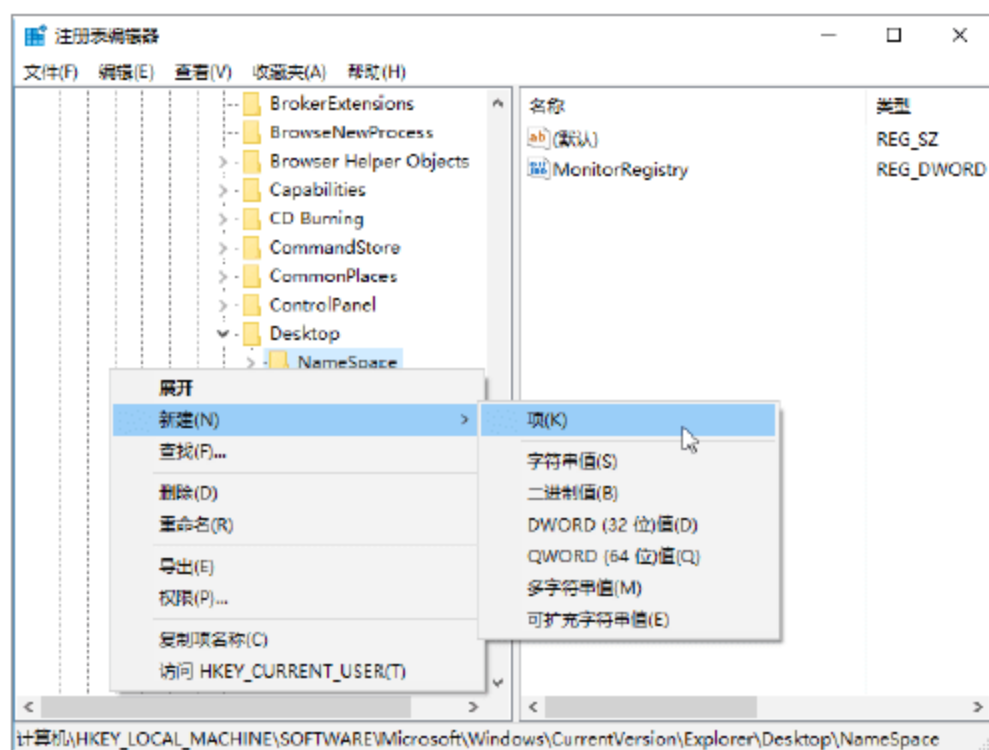 注册表编辑器
文件(F) 编辑(E) 查看(V) 收藏夹(A) 帮助(H)
BrokerExtensions
BrowseNewProcess
Browser Helper Objects
Capabilities
CD Burning
CommandStore
CommonPlaces
ControlPanel
Desktop
NameSpace
名称 类型
(默认) REG_SZ
MonitorRegistry REG_DWORD
展开
新建(N)
查找(F)...
删除(D)
重命名(R)
导出(E)
权限(P)...
复制项名称(C)
访问 HKEY_CURRENT_USER(T)
项(K)
字符串值(S)
二进制值(B)
DWORD (32 位)值(D)
QWORD (64 位)值(Q)
多字符串值(M)
可扩充字符串值(E)
计算机\HKEY_LOCAL_MACHINE\SOFTWARE\Microsoft\Windows\CurrentVersion\Explorer\Desktop\NameSpace